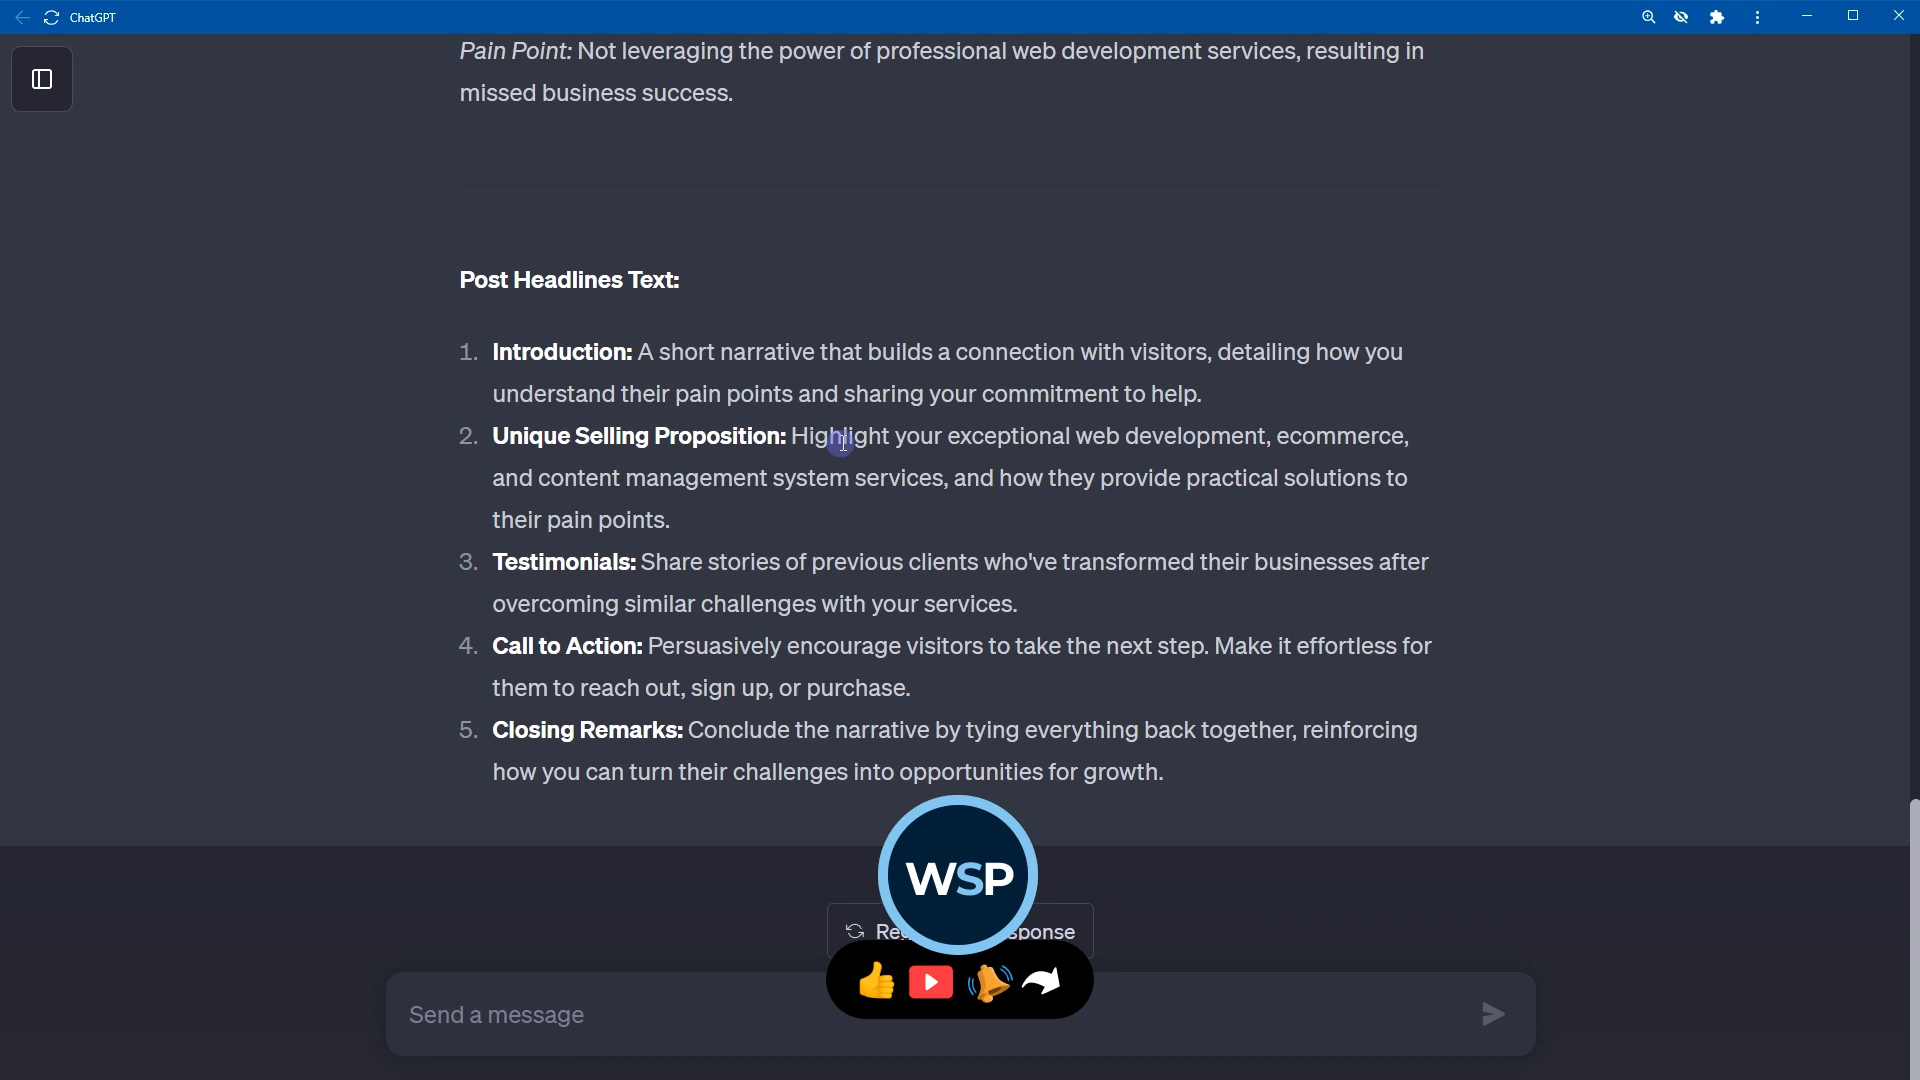 ChatGPT
Pain Point: Not leveraging the power of professional web development services, resulting in
missed business success.
Post Headlines Text:
1. Introduction: A short narrative that builds a connection with visitors, detailing how you
understand their pain points and sharing your commitment to help.
2. Unique Selling Proposition: Highlight your exceptional web development, ecommerce,
and content management system services, and how they provide practical solutions to
their pain points.
3. Testimonials: Share stories of previous clients who've transformed their businesses after
overcoming similar challenges with your services.
4. Call to Action: Persuasively encourage visitors to take the next step. Make it effortless for
them to reach out, sign up, or purchase.
5. Closing Remarks: Conclude the narrative by tying everything back together, reinforcing
how you can turn their challenges into opportunities for growth.
WSP
Send a message